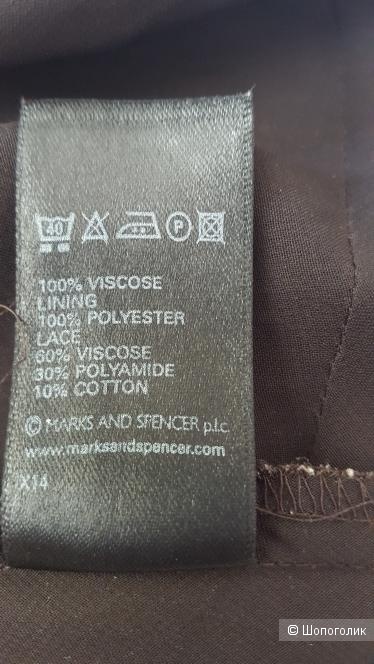 40 P
100% VISCOSE
LINING
100% POLYESTER
LACE
60% VISCOSE
30% POLYAMIDE
10% COTTON
© MARKS AND SPENCER p.l.c.
www.marksandspencer.com
X14
© Шопоголик